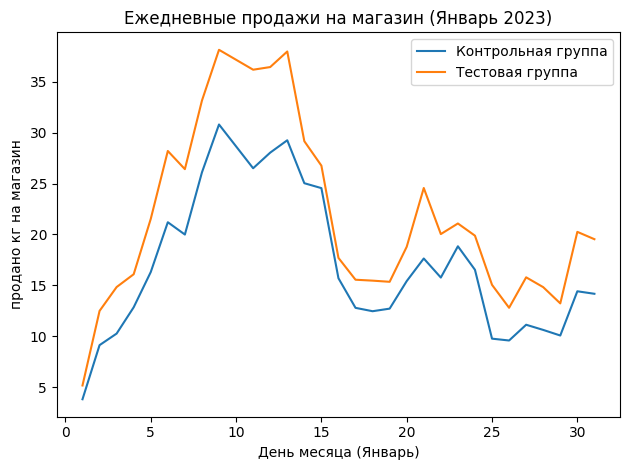 Ежедневные продажи на магазин (Январь 2023)
Контрольная группа
Тестовая группа
продано кг на магазин
35
30
25
20
15
10
5
0
5
10
15
20
25
30
День месяца (Январь)